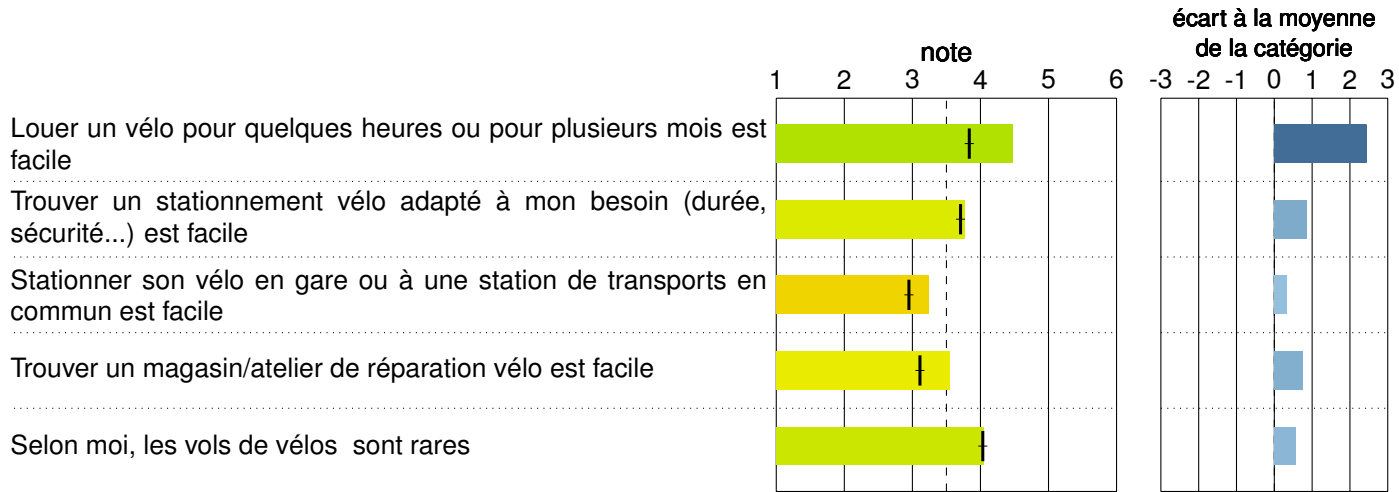 écart à la moyenne
note de la catégorie
1 2 3 4 5 6 -3 -2 -1 0 1 2 3
Louer un vélo pour quelques heures ou pour plusieurs mois est
facile
Trouver un stationnement vélo adapté à mon besoin (durée,
sécurité...) est facile
Stationner son vélo en gare ou à une station de transports en
commun est facile
Trouver un magasin/atelier de réparation vélo est facile
Selon moi, les vols de vélos sont rares